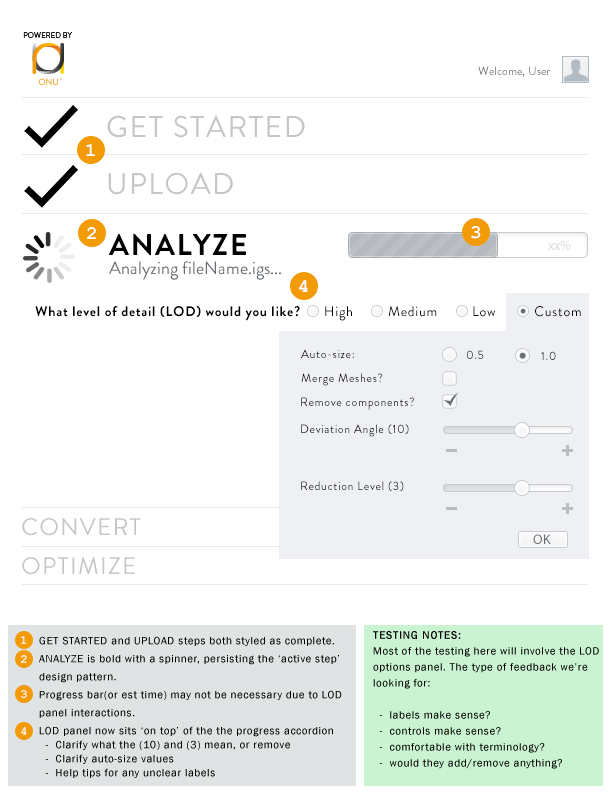 POWERED BY
ONU
Welcome, User
GET STARTED
1
UPLOAD
2
ANALYZE
3
xx%
Analyzing fileName.igs...
4
What level of detail (LOD) would you like? High Medium Low Custom
Auto-size: 0.5 1.0
Merge Meshes?
Remove components?
Deviation Angle (10)
− +
Reduction Level (3)
− +
CONVERT
OK
OPTIMIZE
1 GET STARTED and UPLOAD steps both styled as complete.
2 ANALYZE is bold with a spinner, persisting the ‘active step’
design pattern.
3 Progress bar(or est time) may not be necessary due to LOD
panel interactions.
4 LOD panel now sits ‘on top’ of the the progress accordion
- Clarify what the (10) and (3) mean, or remove
- Clarify auto-size values
- Help tips for any unclear labels
TESTING NOTES:
Most of the testing here will involve the LOD
options panel. The type of feedback we’re
looking for:
- labels make sense?
- controls make sense?
- comfortable with terminology?
- would they add/remove anything?